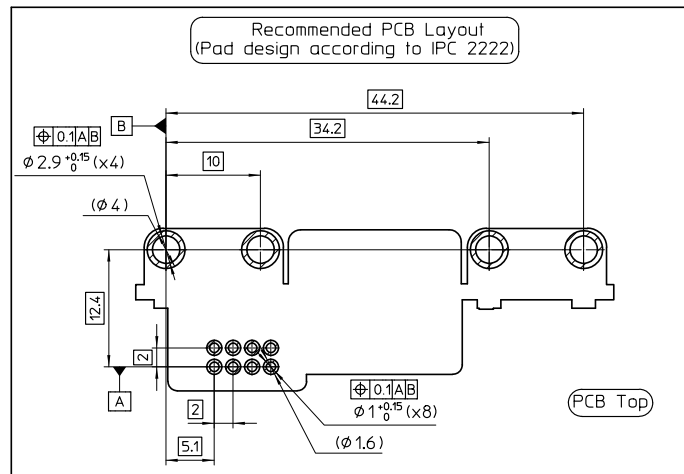 Recommended PCB Layout
(Pad design according to IPC 2222)
44.2
B
34.2
⌖ 0.1 A B
Ø 2.9 +0.15 0 (x4)
10
(Ø 4)
12.4
2
A
2
⌖ 0.1 A B
Ø 1 +0.15 0 (x8)
PCB Top
(Ø 1.6)
5.1